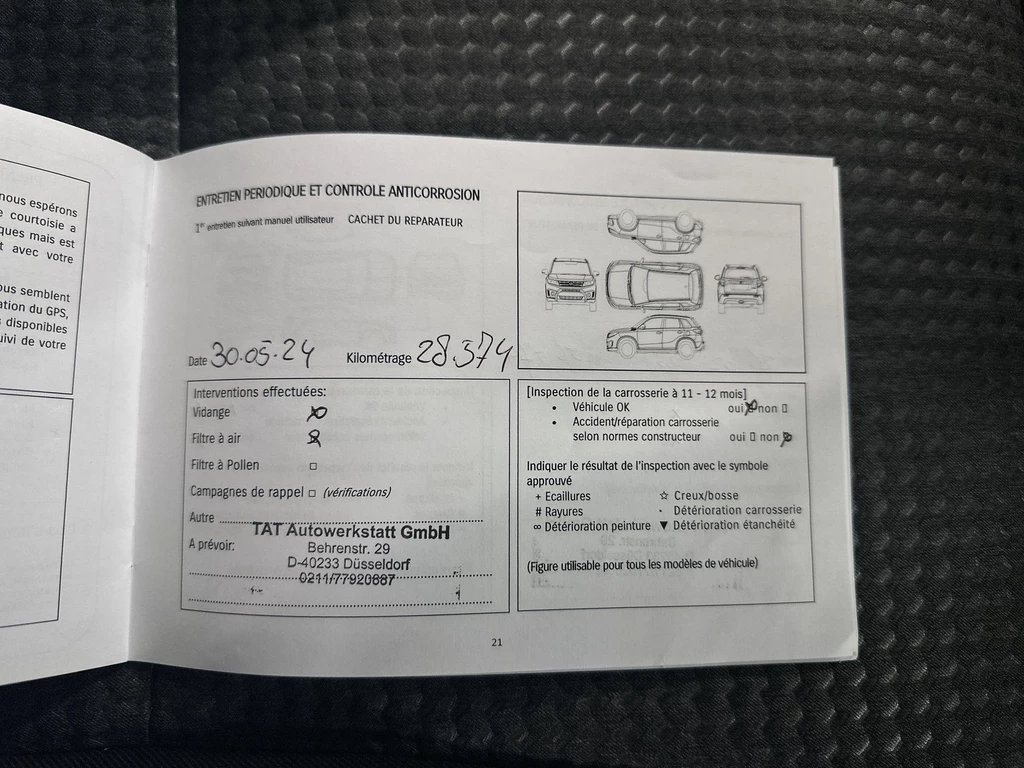 nous espérons
courtoisie a
ques mais est
avec votre
ous semblent
ation du GPS,
disponibles
uivi de votre
ENTRETIEN PERIODIQUE ET CONTROLE ANTICORROSION
1er entretien suivant manuel utilisateur CACHET DU REPARATEUR
Date 30.05.24 Kilométrage 28.574
Interventions effectuées:
Vidange
Filtre à air
Filtre à Pollen □
Campagnes de rappel □ (vérifications)
Autre
TAT Autowerkstatt GmbH
A prévoir:
Behrenstr. 29
D-40233 Düsseldorf
0211/77920687
[Inspection de la carrosserie à 11 - 12 mois]
• Véhicule OK oui non □
• Accident/réparation carrosserie
selon normes constructeur oui □ non
Indiquer le résultat de l'inspection avec le symbole
approuvé
+ Ecaillures ☆ Creux/bosse
# Rayures · Détérioration carrosserie
∞ Détérioration peinture ▼ Détérioration étanchéité
(Figure utilisable pour tous les modèles de véhicule)
21